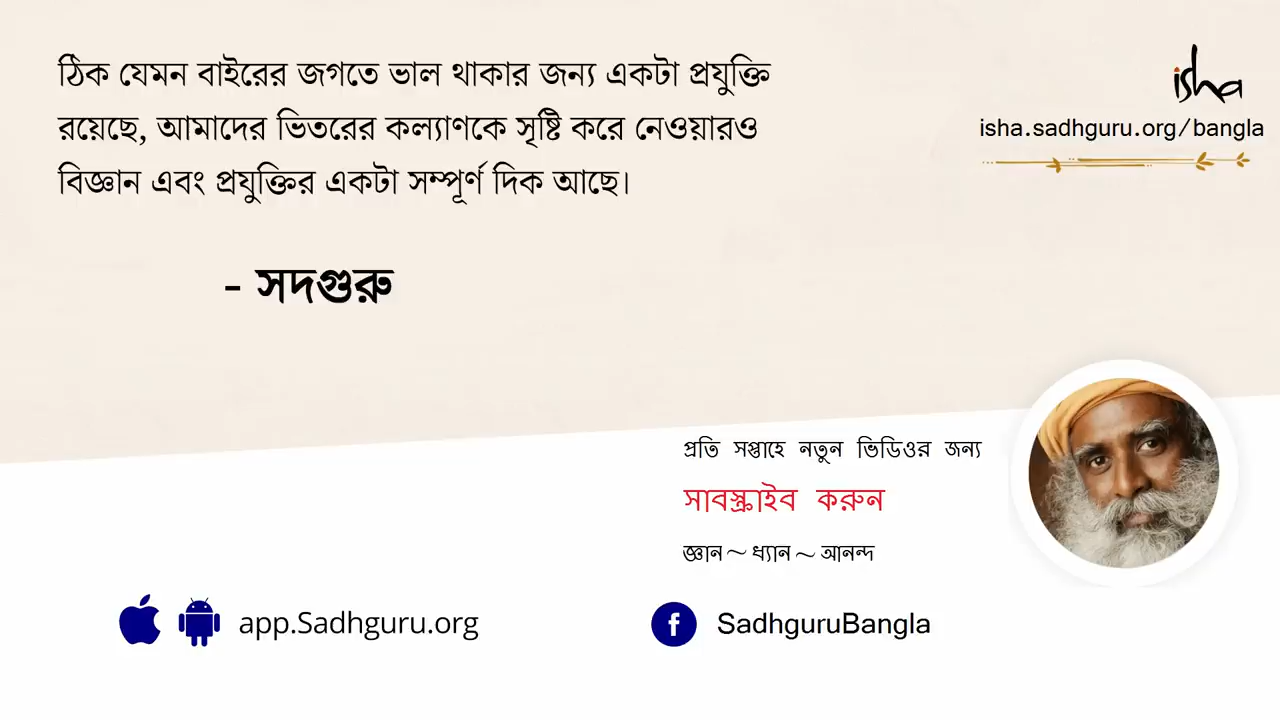 ঠিক যেমন বাইরের জগতে ভাল থাকার জন্য একটা প্রযুক্তি
রয়েছে, আমাদের ভিতরের কল্যাণকে সৃষ্টি করে নেওয়ারও
বিজ্ঞান এবং প্রযুক্তির একটা সম্পূর্ণ দিক আছে।
- সদগুরু
isha
isha.sadhguru.org/bangla
প্রতি সপ্তাহে নতুন ভিডিওর জন্য
সাবস্ক্রাইব করুন
জ্ঞান ~ ধ্যান ~ আনন্দ
app.Sadhguru.org
f SadhguruBangla